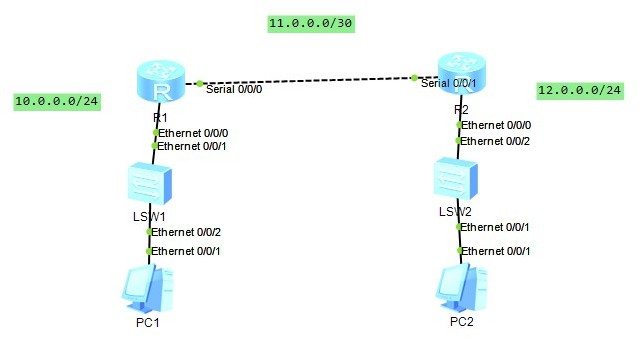 11.0.0.0/30
10.0.0.0/24
12.0.0.0/24
Serial 0/0/0
Serial 0/0/1
R
R
R1
R2
Ethernet 0/0/0
Ethernet 0/0/0
Ethernet 0/0/1
Ethernet 0/0/2
LSW1
LSW2
Ethernet 0/0/2
Ethernet 0/0/1
Ethernet 0/0/1
Ethernet 0/0/1
PC1
PC2